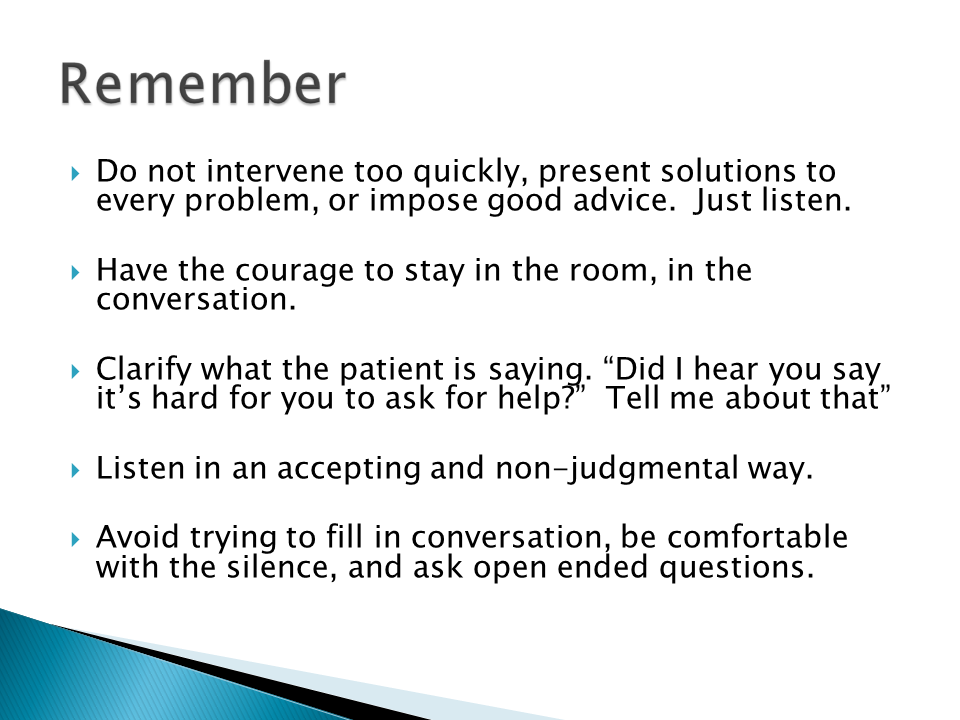 Remember
Do not intervene too quickly, present solutions to
every problem, or impose good advice.  Just listen.
Have the courage to stay in the room, in the
conversation.
Clarify what the patient is saying. “Did I hear you say
it’s hard for you to ask for help?”  Tell me about that”
Listen in an accepting and non-judgmental way.
Avoid trying to fill in conversation, be comfortable
with the silence, and ask open ended questions.